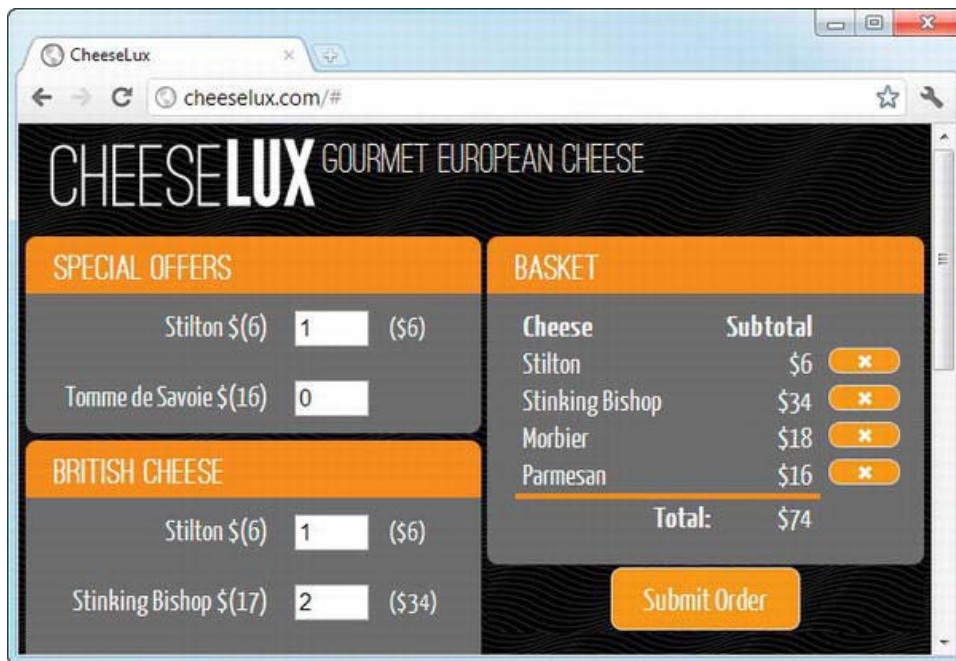 CheeseLux
cheeselux.com/#
CHEESELUX GOURMET EUROPEAN CHEESE
SPECIAL OFFERS
Stilton $(6) 1 ($6)
Tomme de Savoie $(16) 0
BRITISH CHEESE
Stilton $(6) 1 ($6)
Stinking Bishop $(17) 2 ($34)
BASKET
Cheese Subtotal
Stilton $6
Stinking Bishop $34
Morbier $18
Parmesan $16
Total: $74
Submit Order